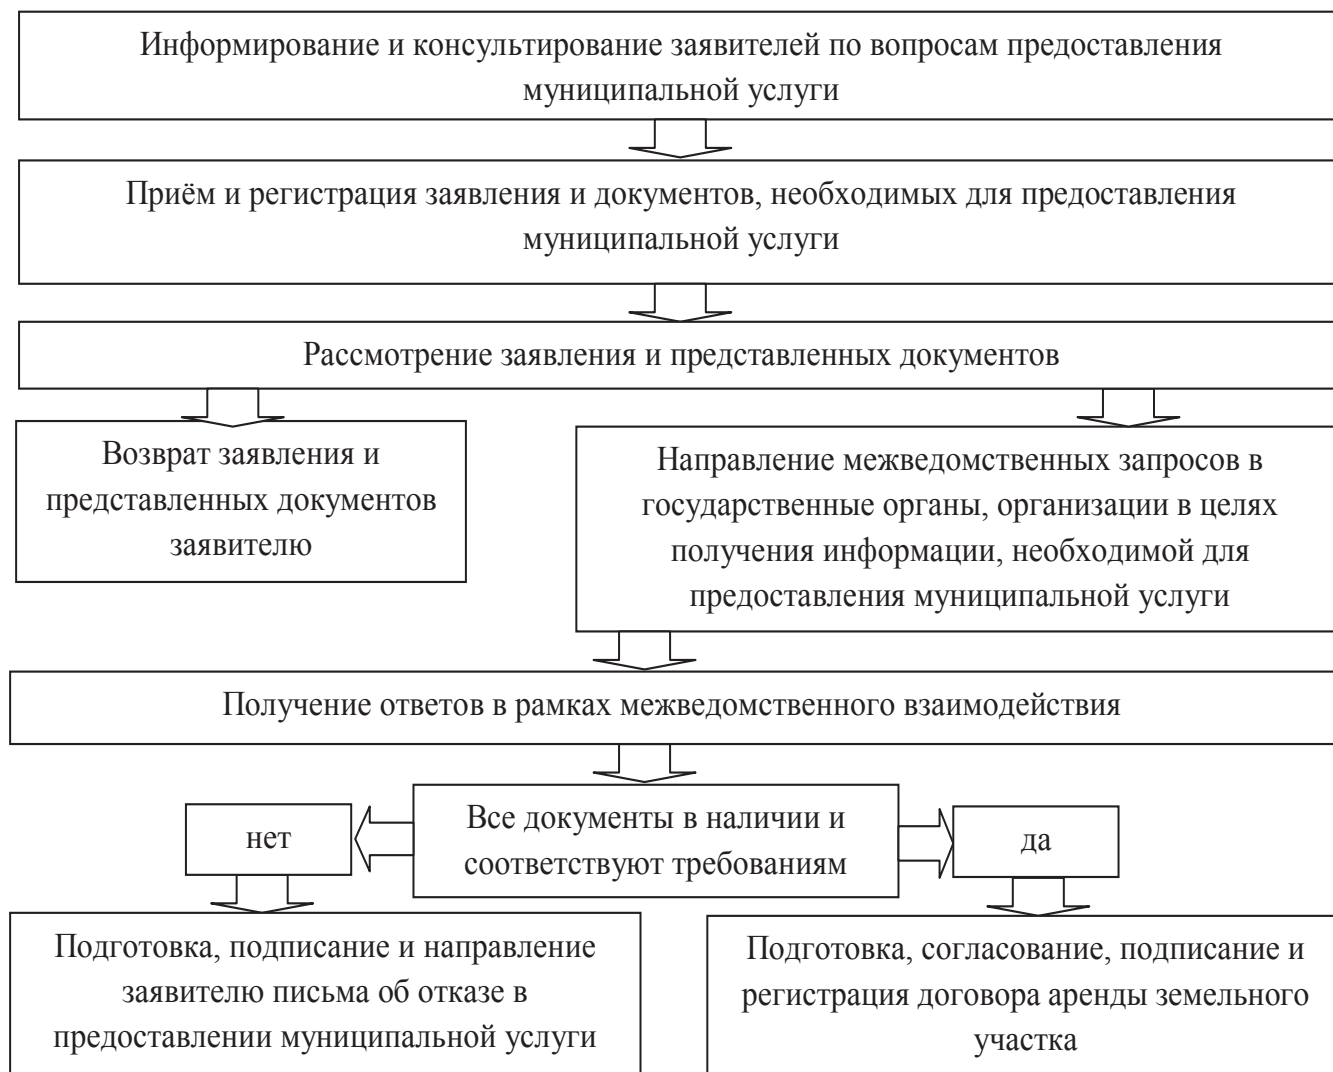 Информирование и консультирование заявителей по вопросам предоставления
муниципальной услуги
Приём и регистрация заявления и документов, необходимых для предоставления
муниципальной услуги
Рассмотрение заявления и представленных документов
Возврат заявления и
представленных документов
заявителю
Направление межведомственных запросов в
государственные органы, организации в целях
получения информации, необходимой для
предоставления муниципальной услуги
Получение ответов в рамках межведомственного взаимодействия
Все документы в наличии и
соответствуют требованиям
нет
да
Подготовка, подписание и направление
заявителю письма об отказе в
предоставлении муниципальной услуги
Подготовка, согласование, подписание и
регистрация договора аренды земельного
участка